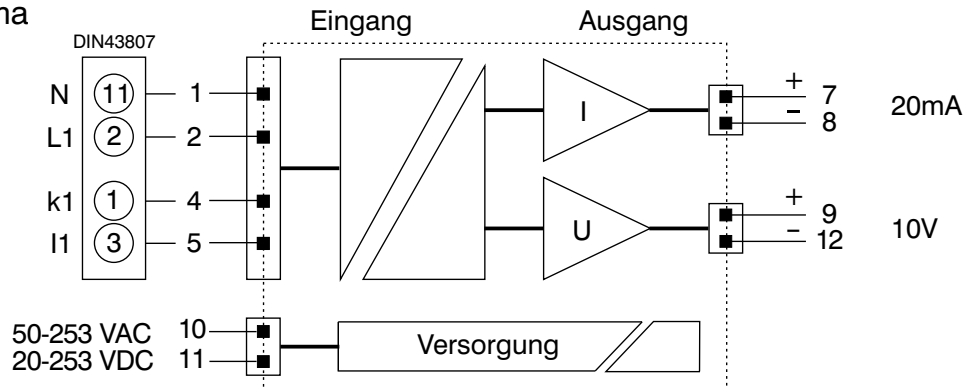 Eingang Ausgang
DIN43807
N 11 1
L1 2 2
k1 1 4
l1 3 5
I
+ 7
- 8
20mA
U
+ 9
- 12
10V
50-253 VAC 10
20-253 VDC 11
Versorgung